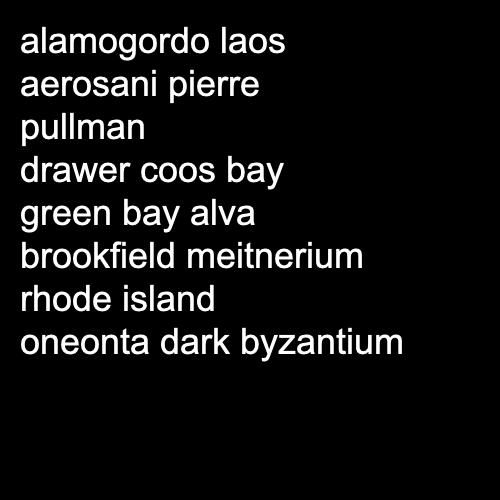 alamogordo laos
aerosani pierre
pullman
drawer coos bay
green bay alva
brookfield meitnerium
rhode island
oneonta dark byzantium